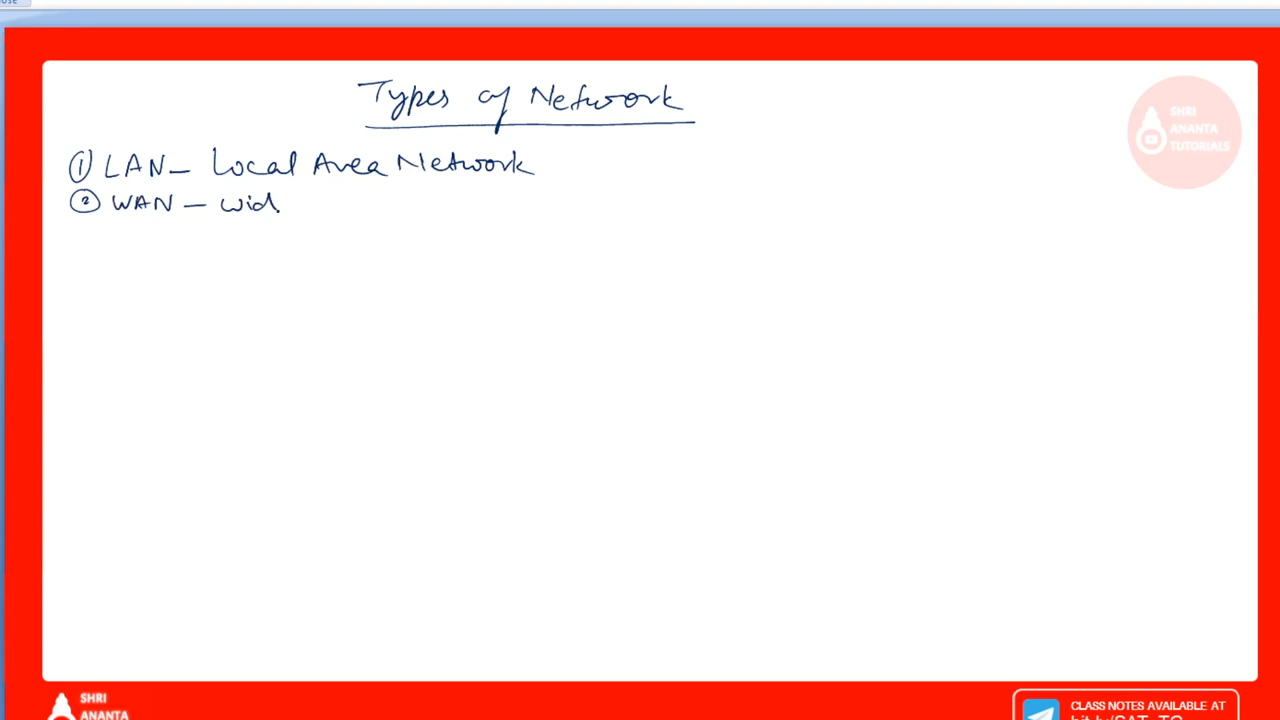 Types of Network
① LAN - Local Area Network
② WAN - wid
SHRI
ANANTA
TUTORIALS
SHRI
ANANTA
CLASS NOTES AVAILABLE AT